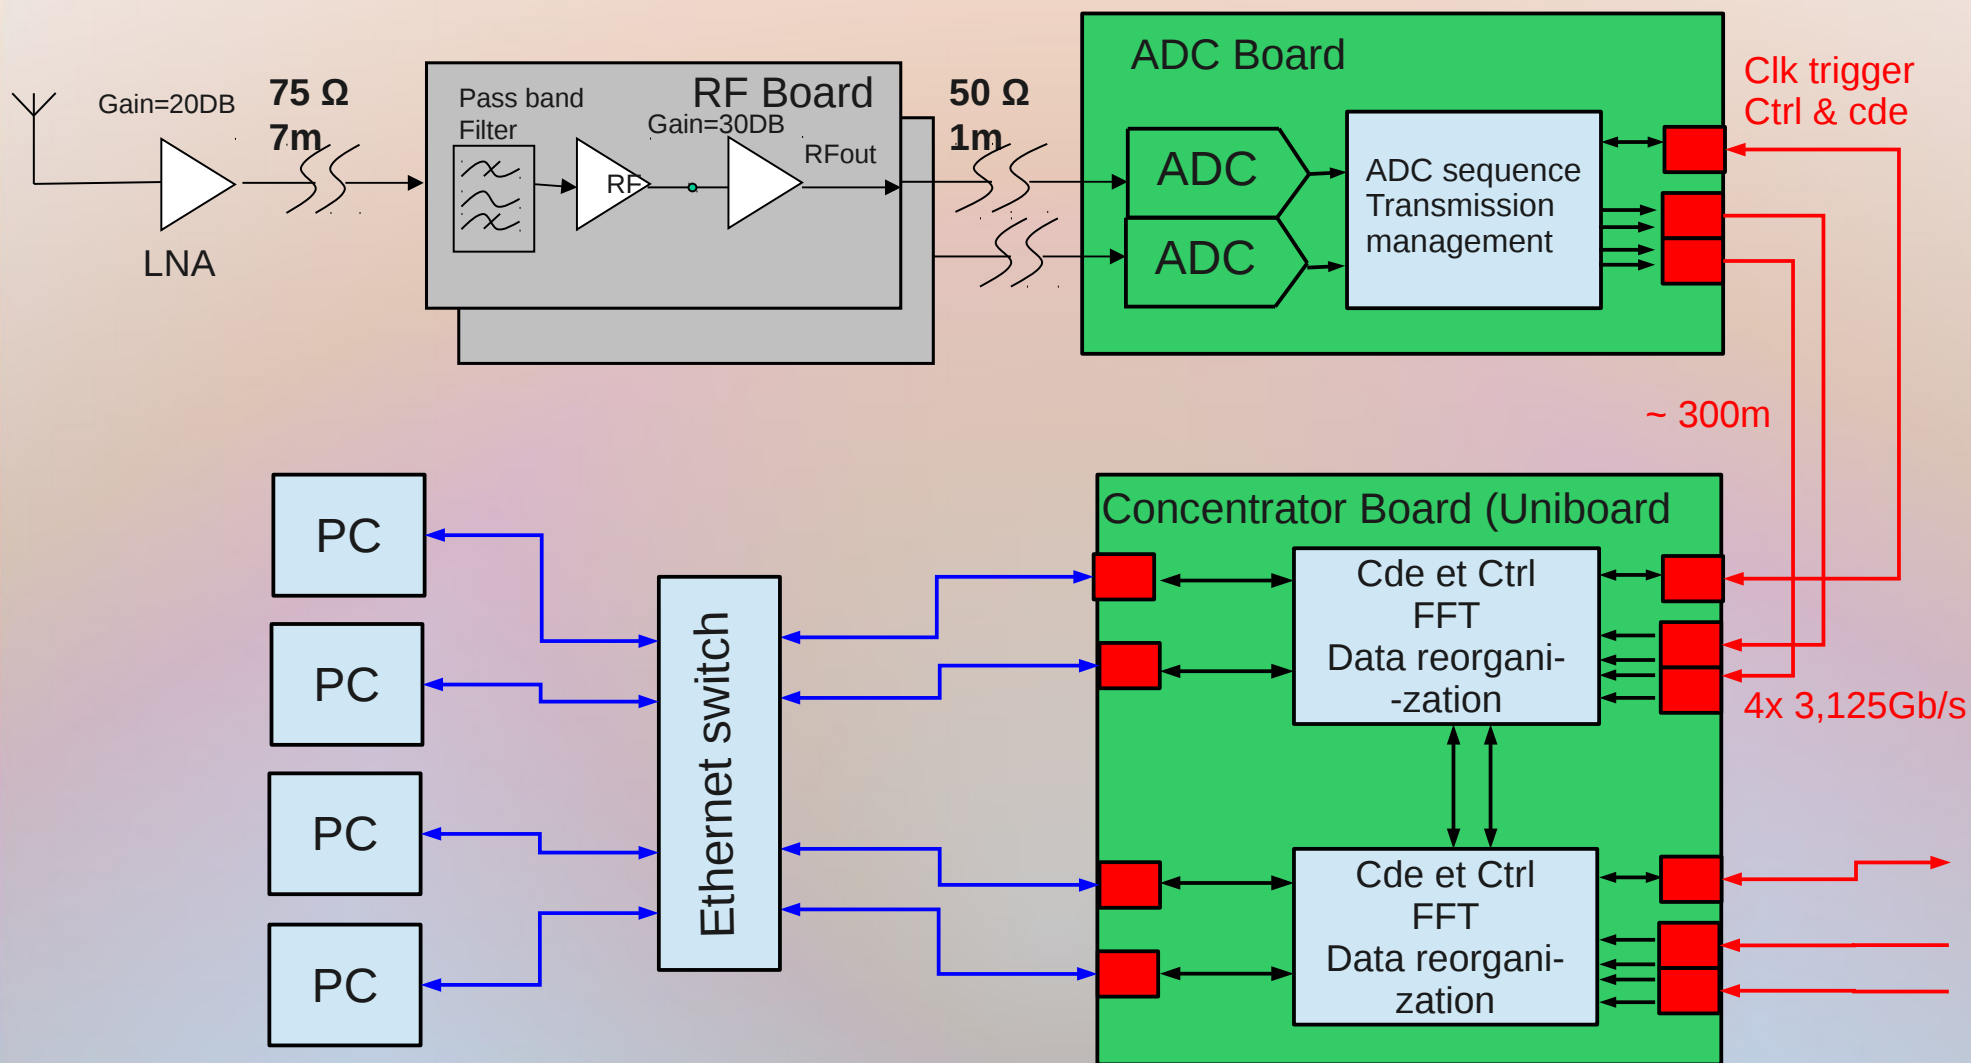 Gain=20DB
75 Ω
7m
LNA
RF Board
Pass band
Filter
Gain=30DB
RF
RFout
50 Ω
1m
ADC Board
ADC
ADC
ADC sequence
Transmission
management
Clk trigger
Ctrl & cde
~ 300m
Concentrator Board (Uniboard
Cde et Ctrl
FFT
Data reorgani-
-zation
4x 3,125Gb/s
Cde et Ctrl
FFT
Data reorgani-
zation
Ethernet switch
PC
PC
PC
PC